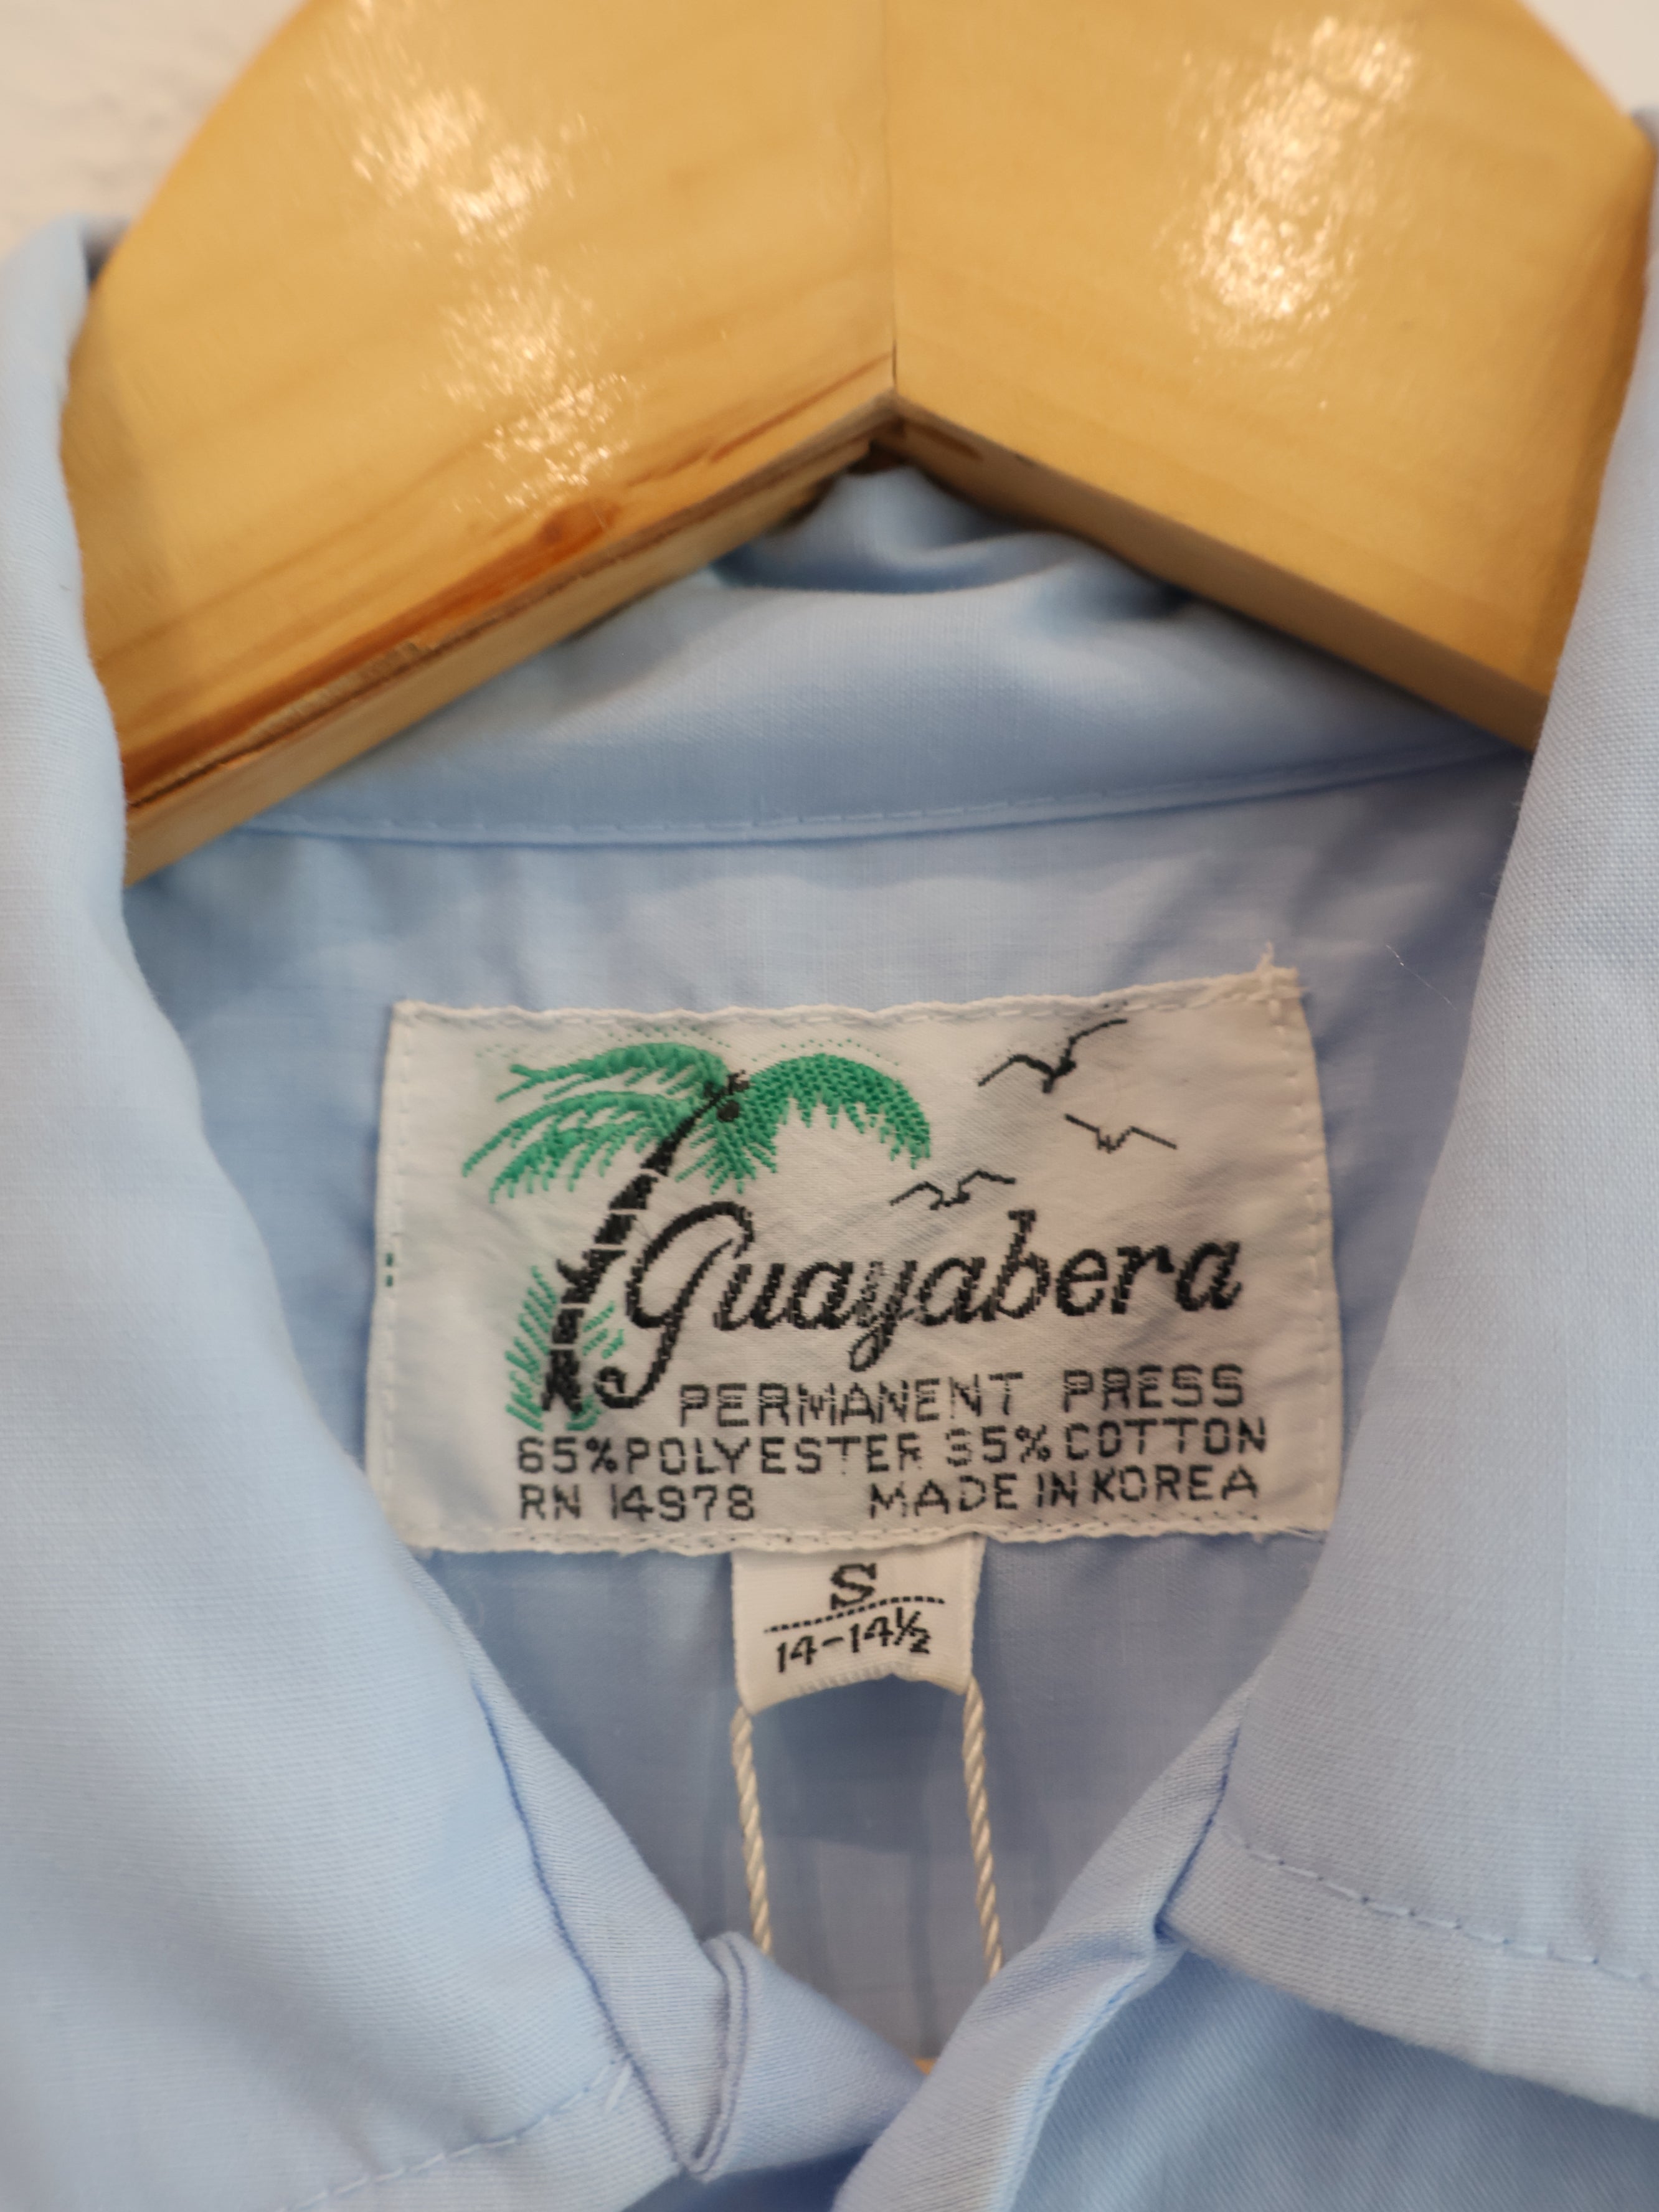 Guayabera
PERMANENT PRESS
65% POLYESTER 35% COTTON
RN 14978 MADE IN KOREA
S
14-14½